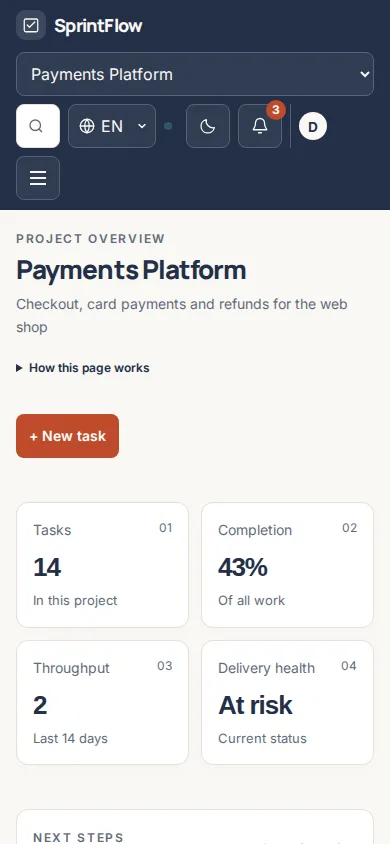 SprintFlow
Payments Platform
EN
3
D
PROJECT OVERVIEW
Payments Platform
Checkout, card payments and refunds for the web
shop
How this page works
+ New task
Tasks 01
14
In this project
Completion 02
43%
Of all work
Throughput 03
2
Last 14 days
Delivery health 04
At risk
Current status
NEXT STEPS